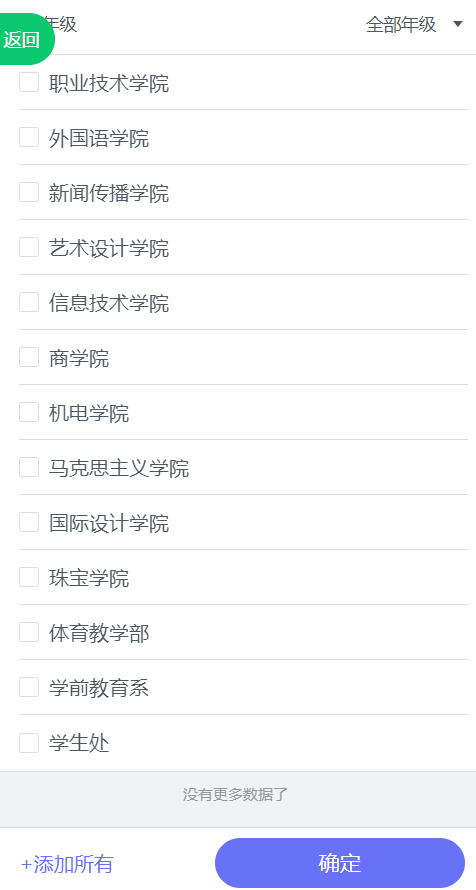 返回
年级
全部年级
职业技术学院
外国语学院
新闻传播学院
艺术设计学院
信息技术学院
商学院
机电学院
马克思主义学院
国际设计学院
珠宝学院
体育教学部
学前教育系
学生处
没有更多数据了
+添加所有
确定